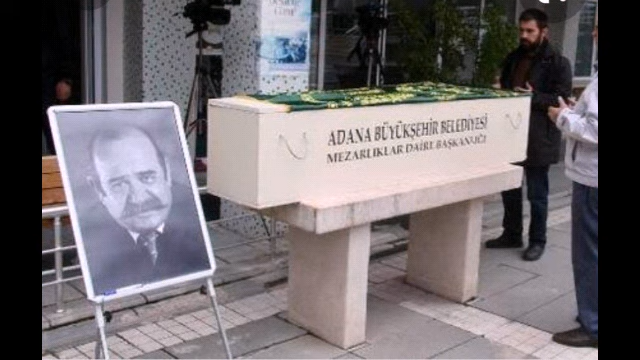 ADANA BÜYÜKŞEHİR BELEDİYESİ
MEZARLIKLAR DAİRE BAŞKANLIĞI